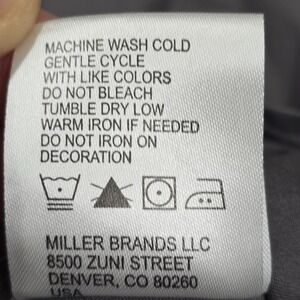 MACHINE WASH COLD
GENTLE CYCLE
WITH LIKE COLORS
DO NOT BLEACH
TUMBLE DRY LOW
WARM IRON IF NEEDED
DO NOT IRON ON
DECORATION
MILLER BRANDS LLC
8500 ZUNI STREET
DENVER, CO 80260
USA